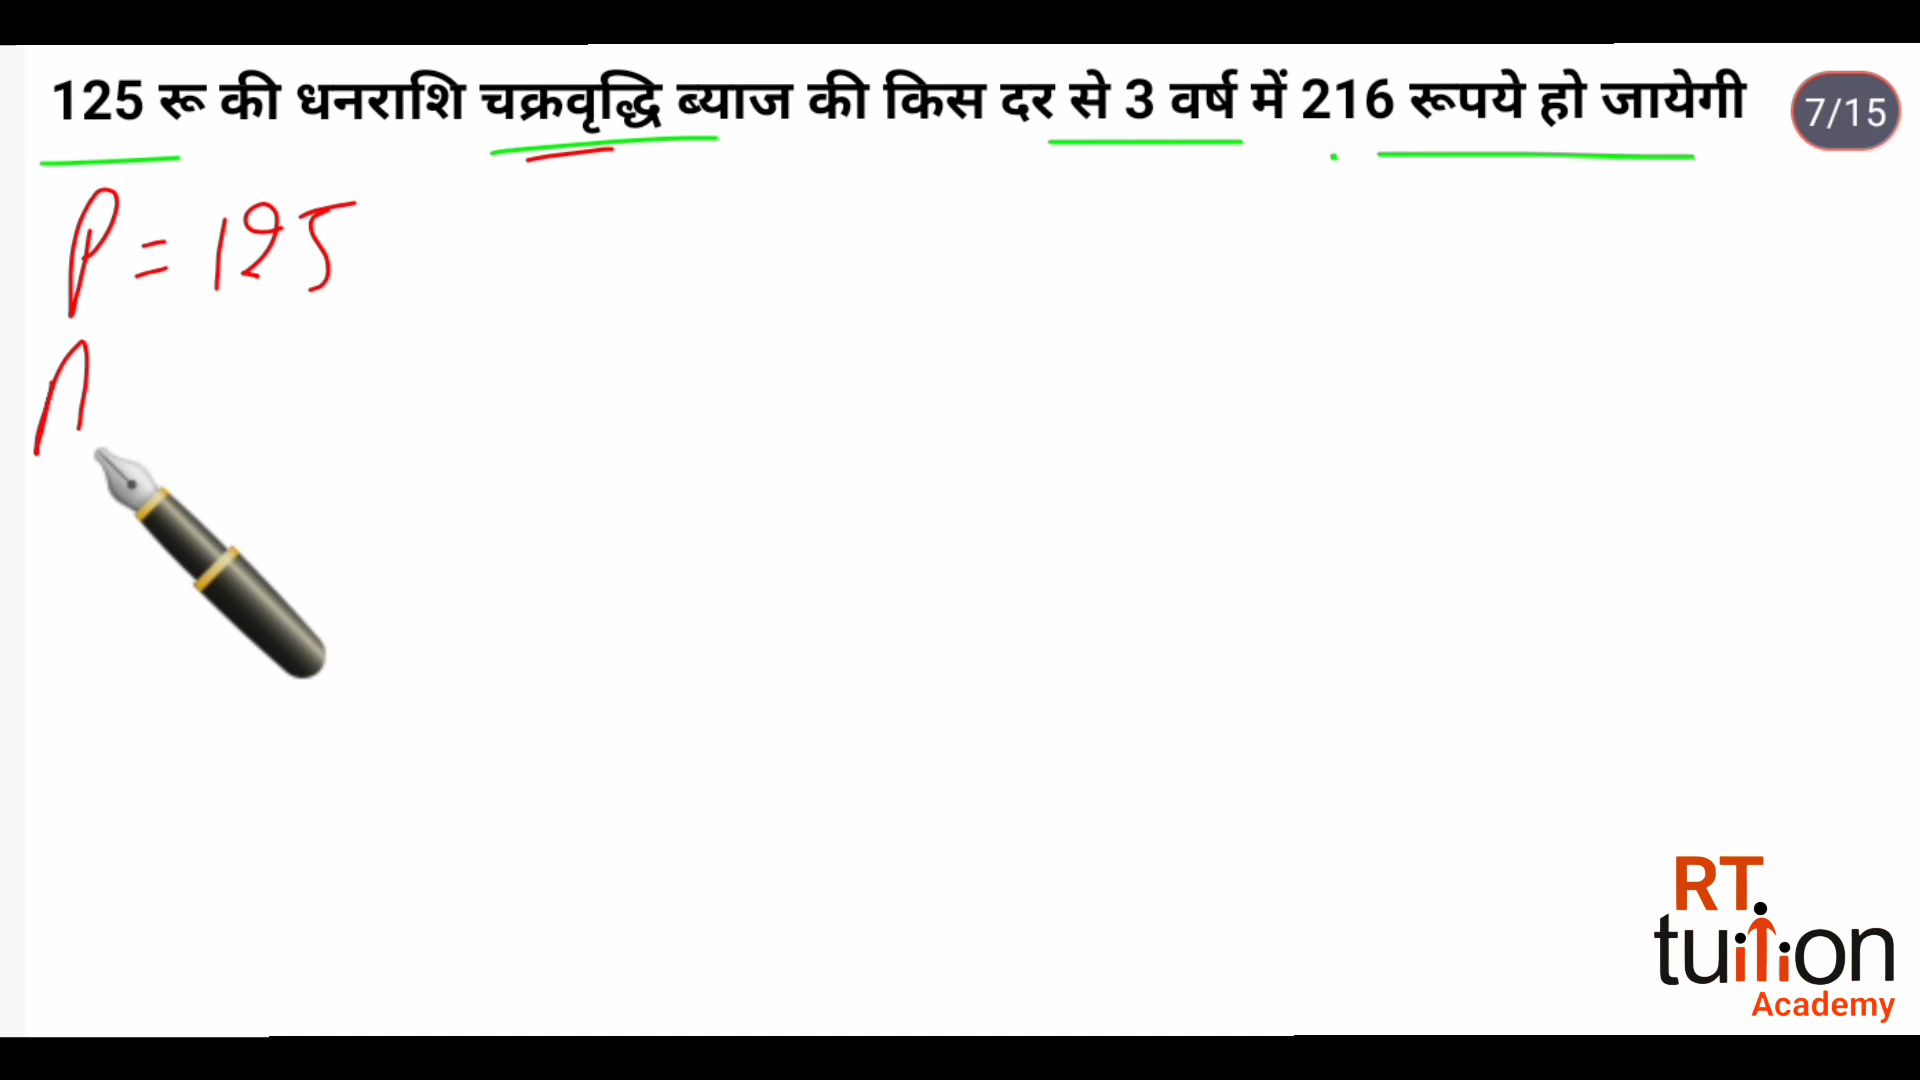 125 रू की धनराशि चक्रवृद्धि ब्याज की किस दर से 3 वर्ष में 216 रूपये हो जायेगी
7/15
P = 125
RT
tuition
Academy